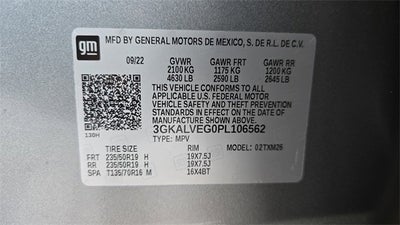 gm
MFD BY GENERAL MOTORS DE MEXICO, S. DE R.L. DE C.V.
09/22 GVWR GAWR FRT GAWR RR
2100 KG 1175 KG 1200 KG
4630 LB 2590 LB 2645 LB
THIS VEHICLE CONFORMS TO ALL
APPLICABLE U.S. FEDERAL MOTOR
VEHICLE SAFETY AND THEFT PREVENTION
STANDARDS IN EFFECT ON THE DATE OF
MANUFACTURE SHOWN ABOVE.
3GKALVEG0PL106562
TYPE: MPV
TIRE SIZE RIM MODEL: 02TXM26
FRT 235/50R19 H 19X7.5J
RR 235/50R19 H 19X7.5J
SPA T135/70R16 M 16X4BT